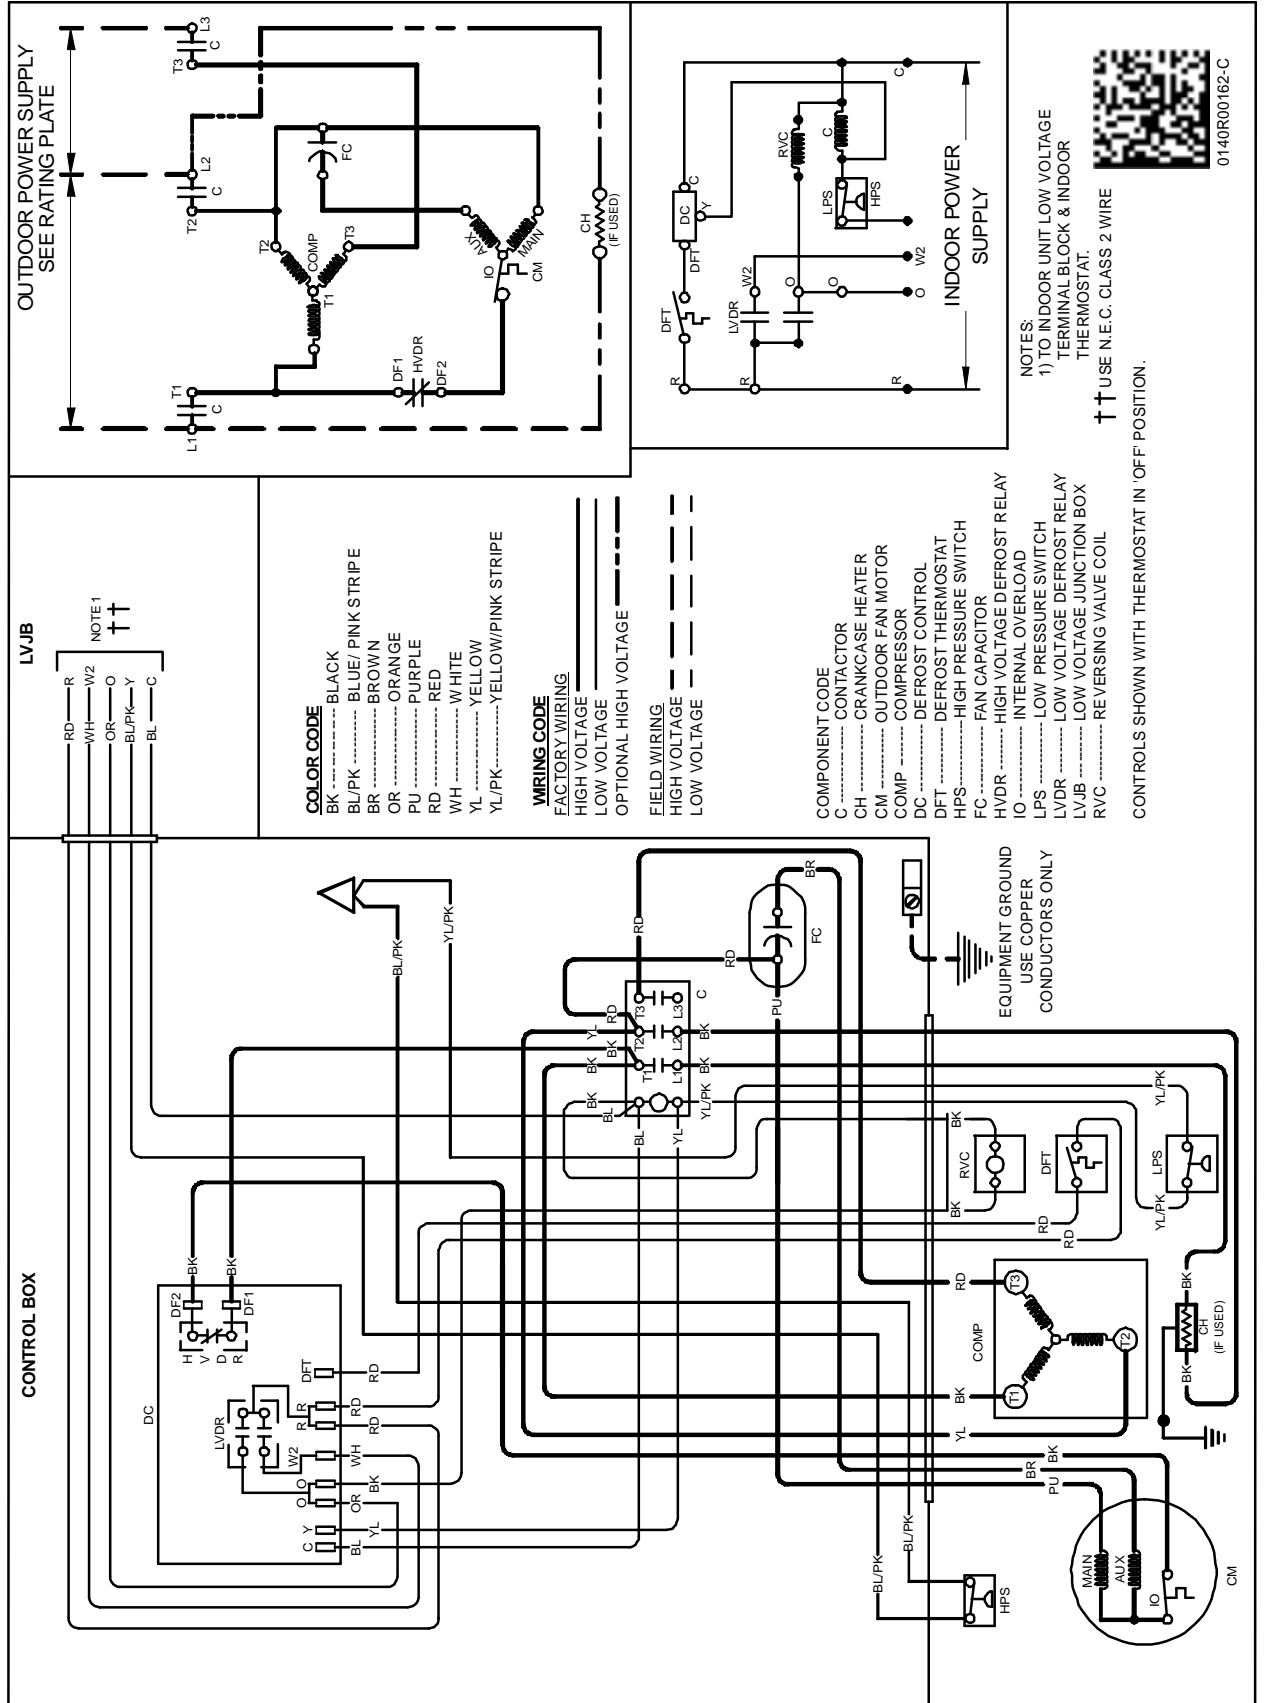 CONTROL BOX
LVJB
OUTDOOR POWER SUPPLY
SEE RATING PLATE
RD R
WH W2
OR O
BL/PK Y
BL C
NOTE 1
††
L1
T1
C
L2
T2
C
L3
T3
C
T2
T3
COMP
T1
FC
DF1
HVDR
DF2
AUX
MAIN
IO
CM
CH
(IF USED)
COLOR CODE
BK ---------- BLACK
BL/PK ------- BLUE/ PINK STRIPE
BR ---------- BROWN
OR ---------- ORANGE
PU ---------- PURPLE
RD ---------- RED
WH ---------- WHITE
YL ---------- YELLOW
YL/PK-------- YELLOW/PINK STRIPE
WIRING CODE
FACTORY WIRING
HIGH VOLTAGE
LOW VOLTAGE
OPTIONAL HIGH VOLTAGE
FIELD WIRING
HIGH VOLTAGE
LOW VOLTAGE
DFT
R
DFT
DC
C
Y
LVDR
W2
R
O
O
RVC
C
LPS
HPS
R
O
W2
C
INDOOR POWER
SUPPLY
COMPONENT CODE
C ----------- CONTACTOR
CH --------- CRANKCASE HEATER
CM --------- OUTDOOR FAN MOTOR
COMP ------- COMPRESSOR
DC ---------- DEFROST CONTROL
DFT --------- DEFROST THERMOSTAT
HPS---------- HIGH PRESSURE SWITCH
FC ----------- FAN CAPACITOR
HVDR ------- HIGH VOLTAGE DEFROST RELAY
IO ----------- INTERNAL OVERLOAD
LPS --------- LOW PRESSURE SWITCH
LVDR ------- LOW VOLTAGE DEFROST RELAY
LVJB -------- LOW VOLTAGE JUNCTION BOX
RVC --------- REVERSING VALVE COIL
CONTROLS SHOWN WITH THERMOSTAT IN 'OFF' POSITION.
NOTES:
1) TO INDOOR UNIT LOW VOLTAGE
TERMINAL BLOCK & INDOOR
THERMOSTAT.
†† USE N.E.C. CLASS 2 WIRE
0140R00162-C
DC
H
V
D
R
DF2
DF1
BK
BK
LVDR
DFT
R
R
W2
O
O
Y
C
RD
RD
RD
WH
BK
OR
YL
BL
BL/PK
YL/PK
BK
BL
BL
YL
YL/PK
BK
BK
YL
RD
T1
T2
T3
L1
L2
L3
C
BK
BK
RD
RD
PU
BR
FC
EQUIPMENT GROUND
USE COPPER
CONDUCTORS ONLY
BK
BK
RVC
RD
RD
DFT
YL/PK
YL/PK
LPS
RD
BK
YL
COMP
T1
T2
T3
BK
BK
CH
(IF USED)
BK
BR
PU
BL/PK
BL/PK
HPS
MAIN
AUX
IO
CM